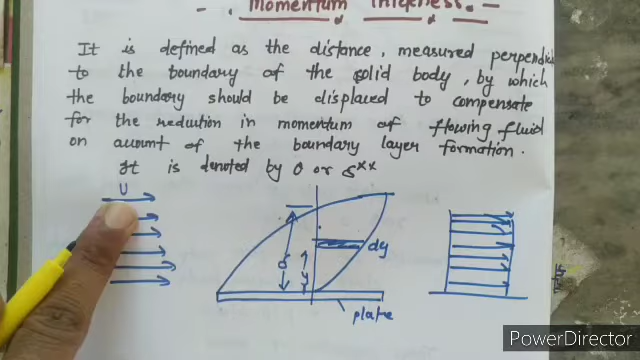 Momentum Thickness.
It is defined as the distance, measured perpendic
to the boundary of the solid body, by which
the boundary should be displaced to compensate
for the reduction in momentum of flowing fluid
on account of the boundary layer formation.
It is denoted by θ or δ**
U
δ
y
dy
plate
PowerDirector